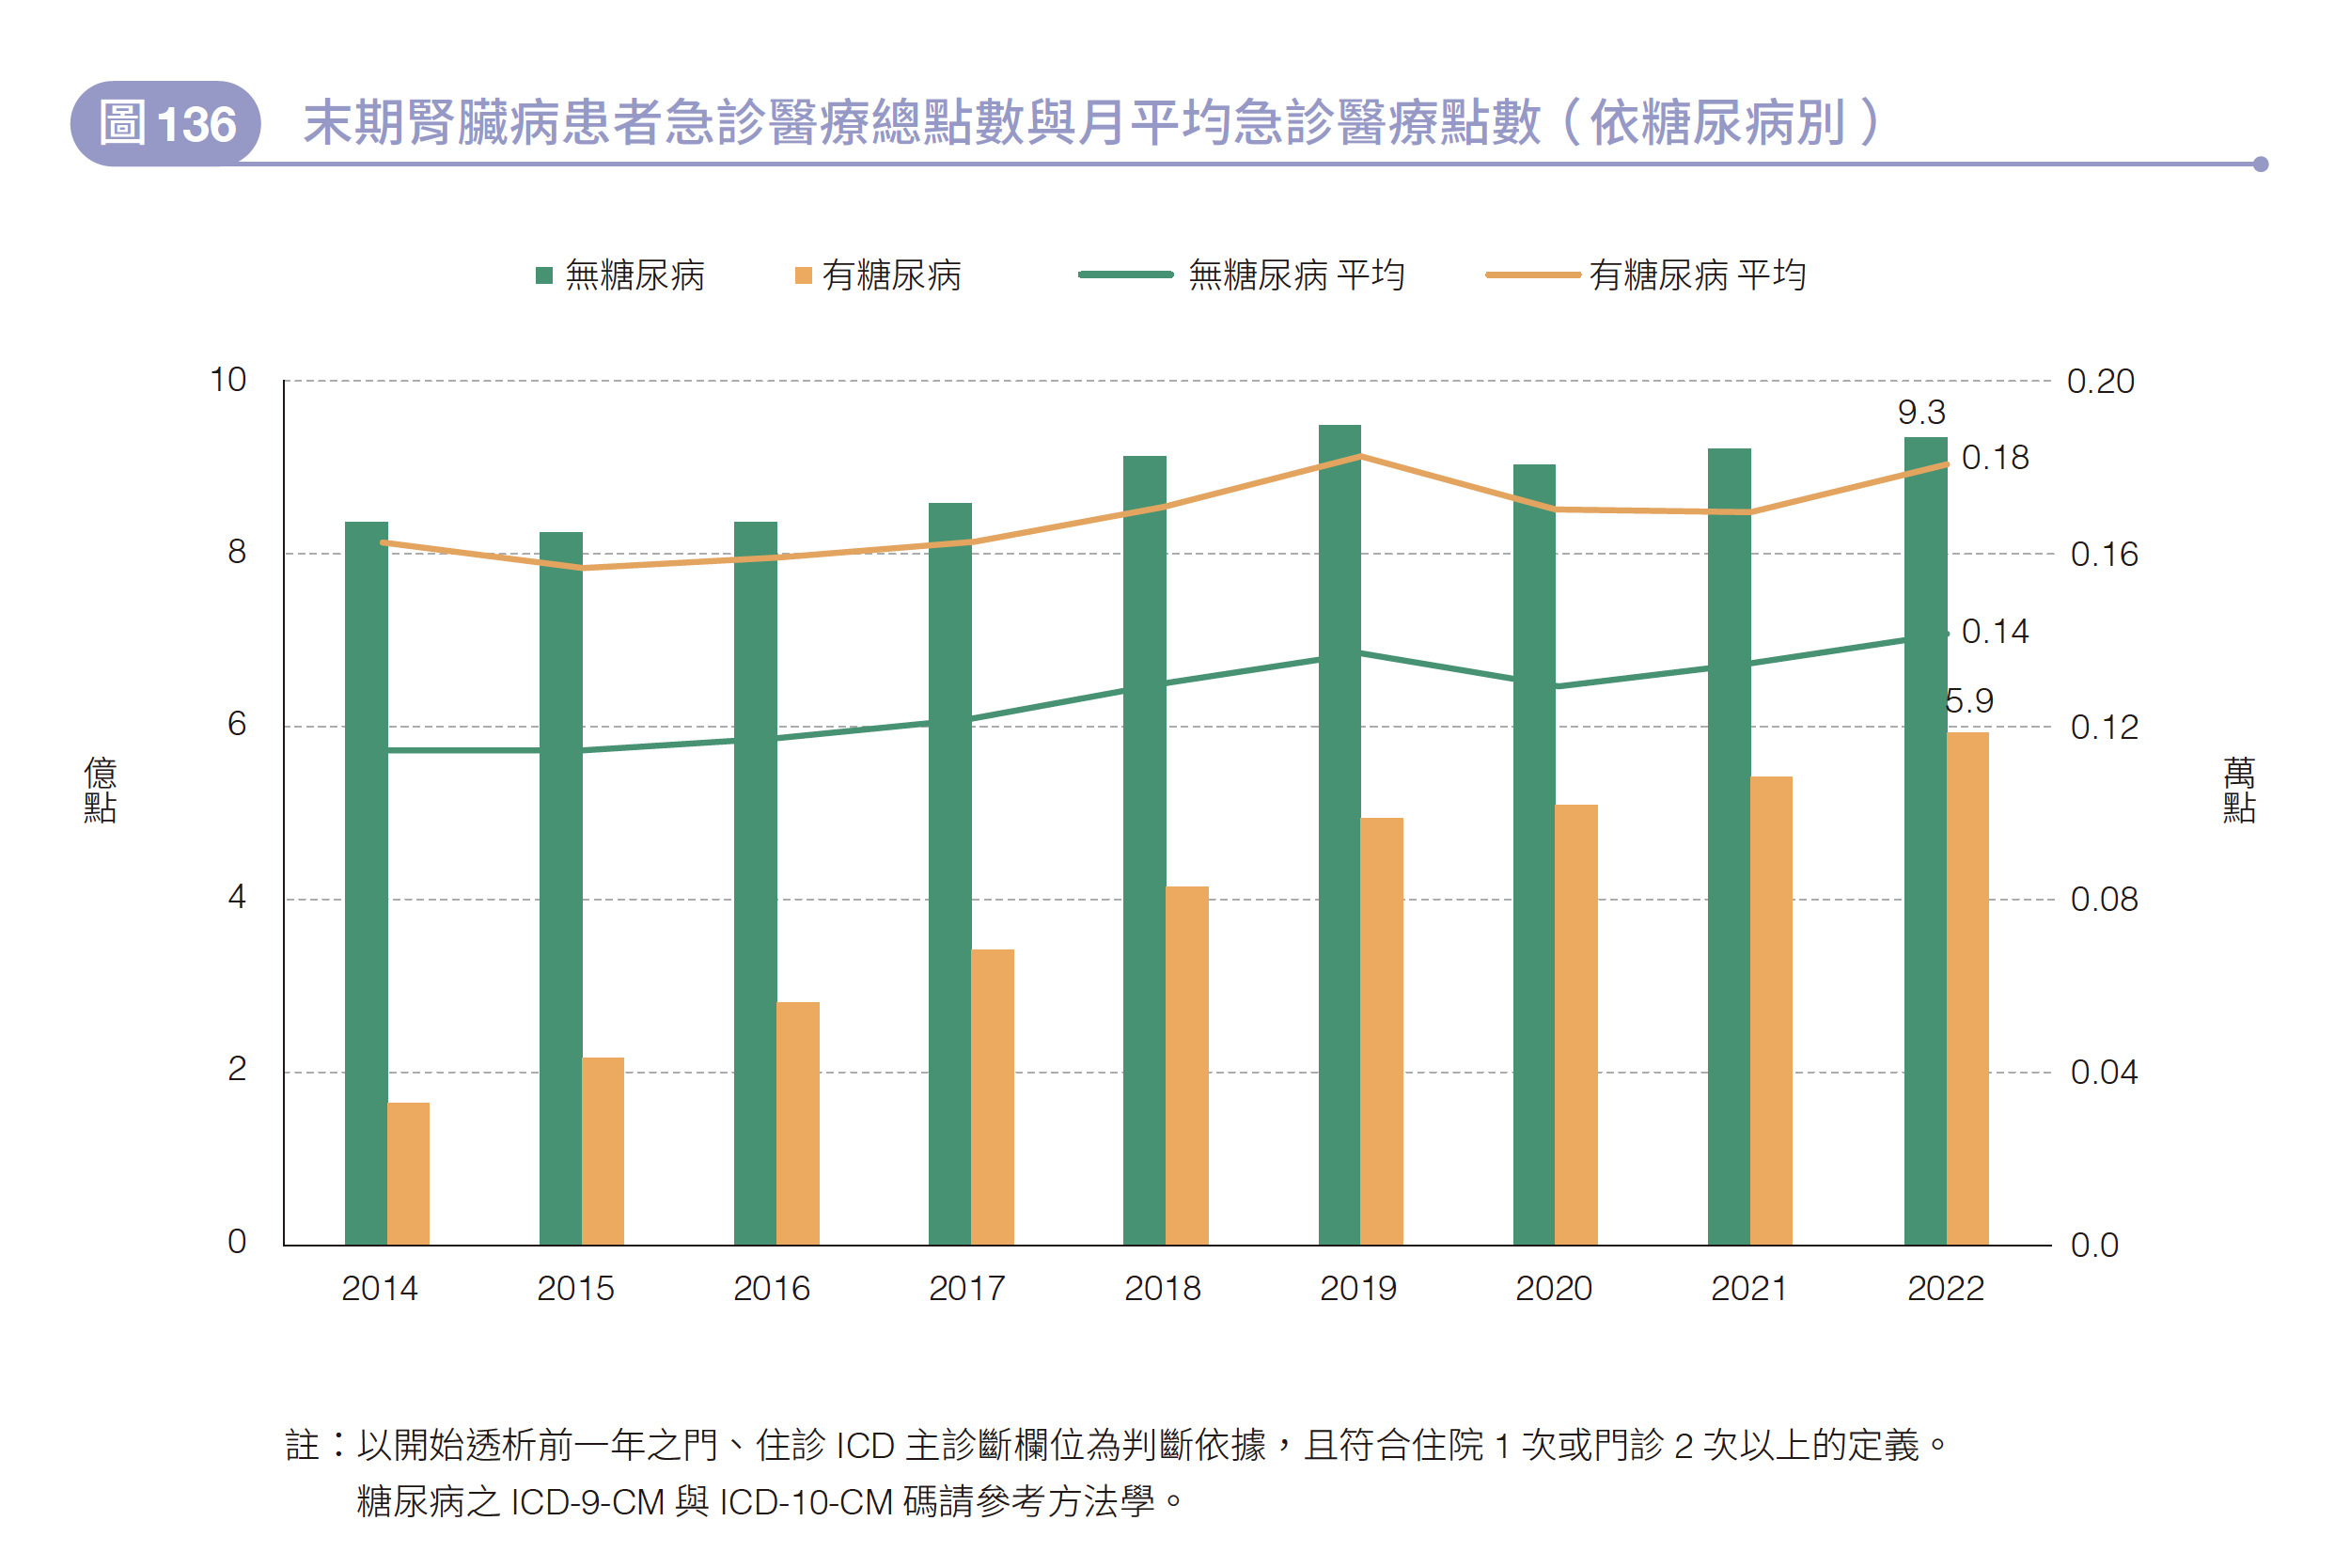 圖 136 末期腎臟病患者急診醫療總點數與月平均急診醫療點數（依糖尿病別）
無糖尿病 有糖尿病 無糖尿病 平均 有糖尿病 平均
10 0.20
9.3
0.18
8 0.16
0.14
5.9
6 0.12
億點
萬點
4 0.08
2 0.04
0 0.0
2014 2015 2016 2017 2018 2019 2020 2021 2022
註：以開始透析前一年之門、住診 ICD 主診斷欄位為判斷依據，且符合住院 1 次或門診 2 次以上的定義。
糖尿病之 ICD-9-CM 與 ICD-10-CM 碼請參考方法學。